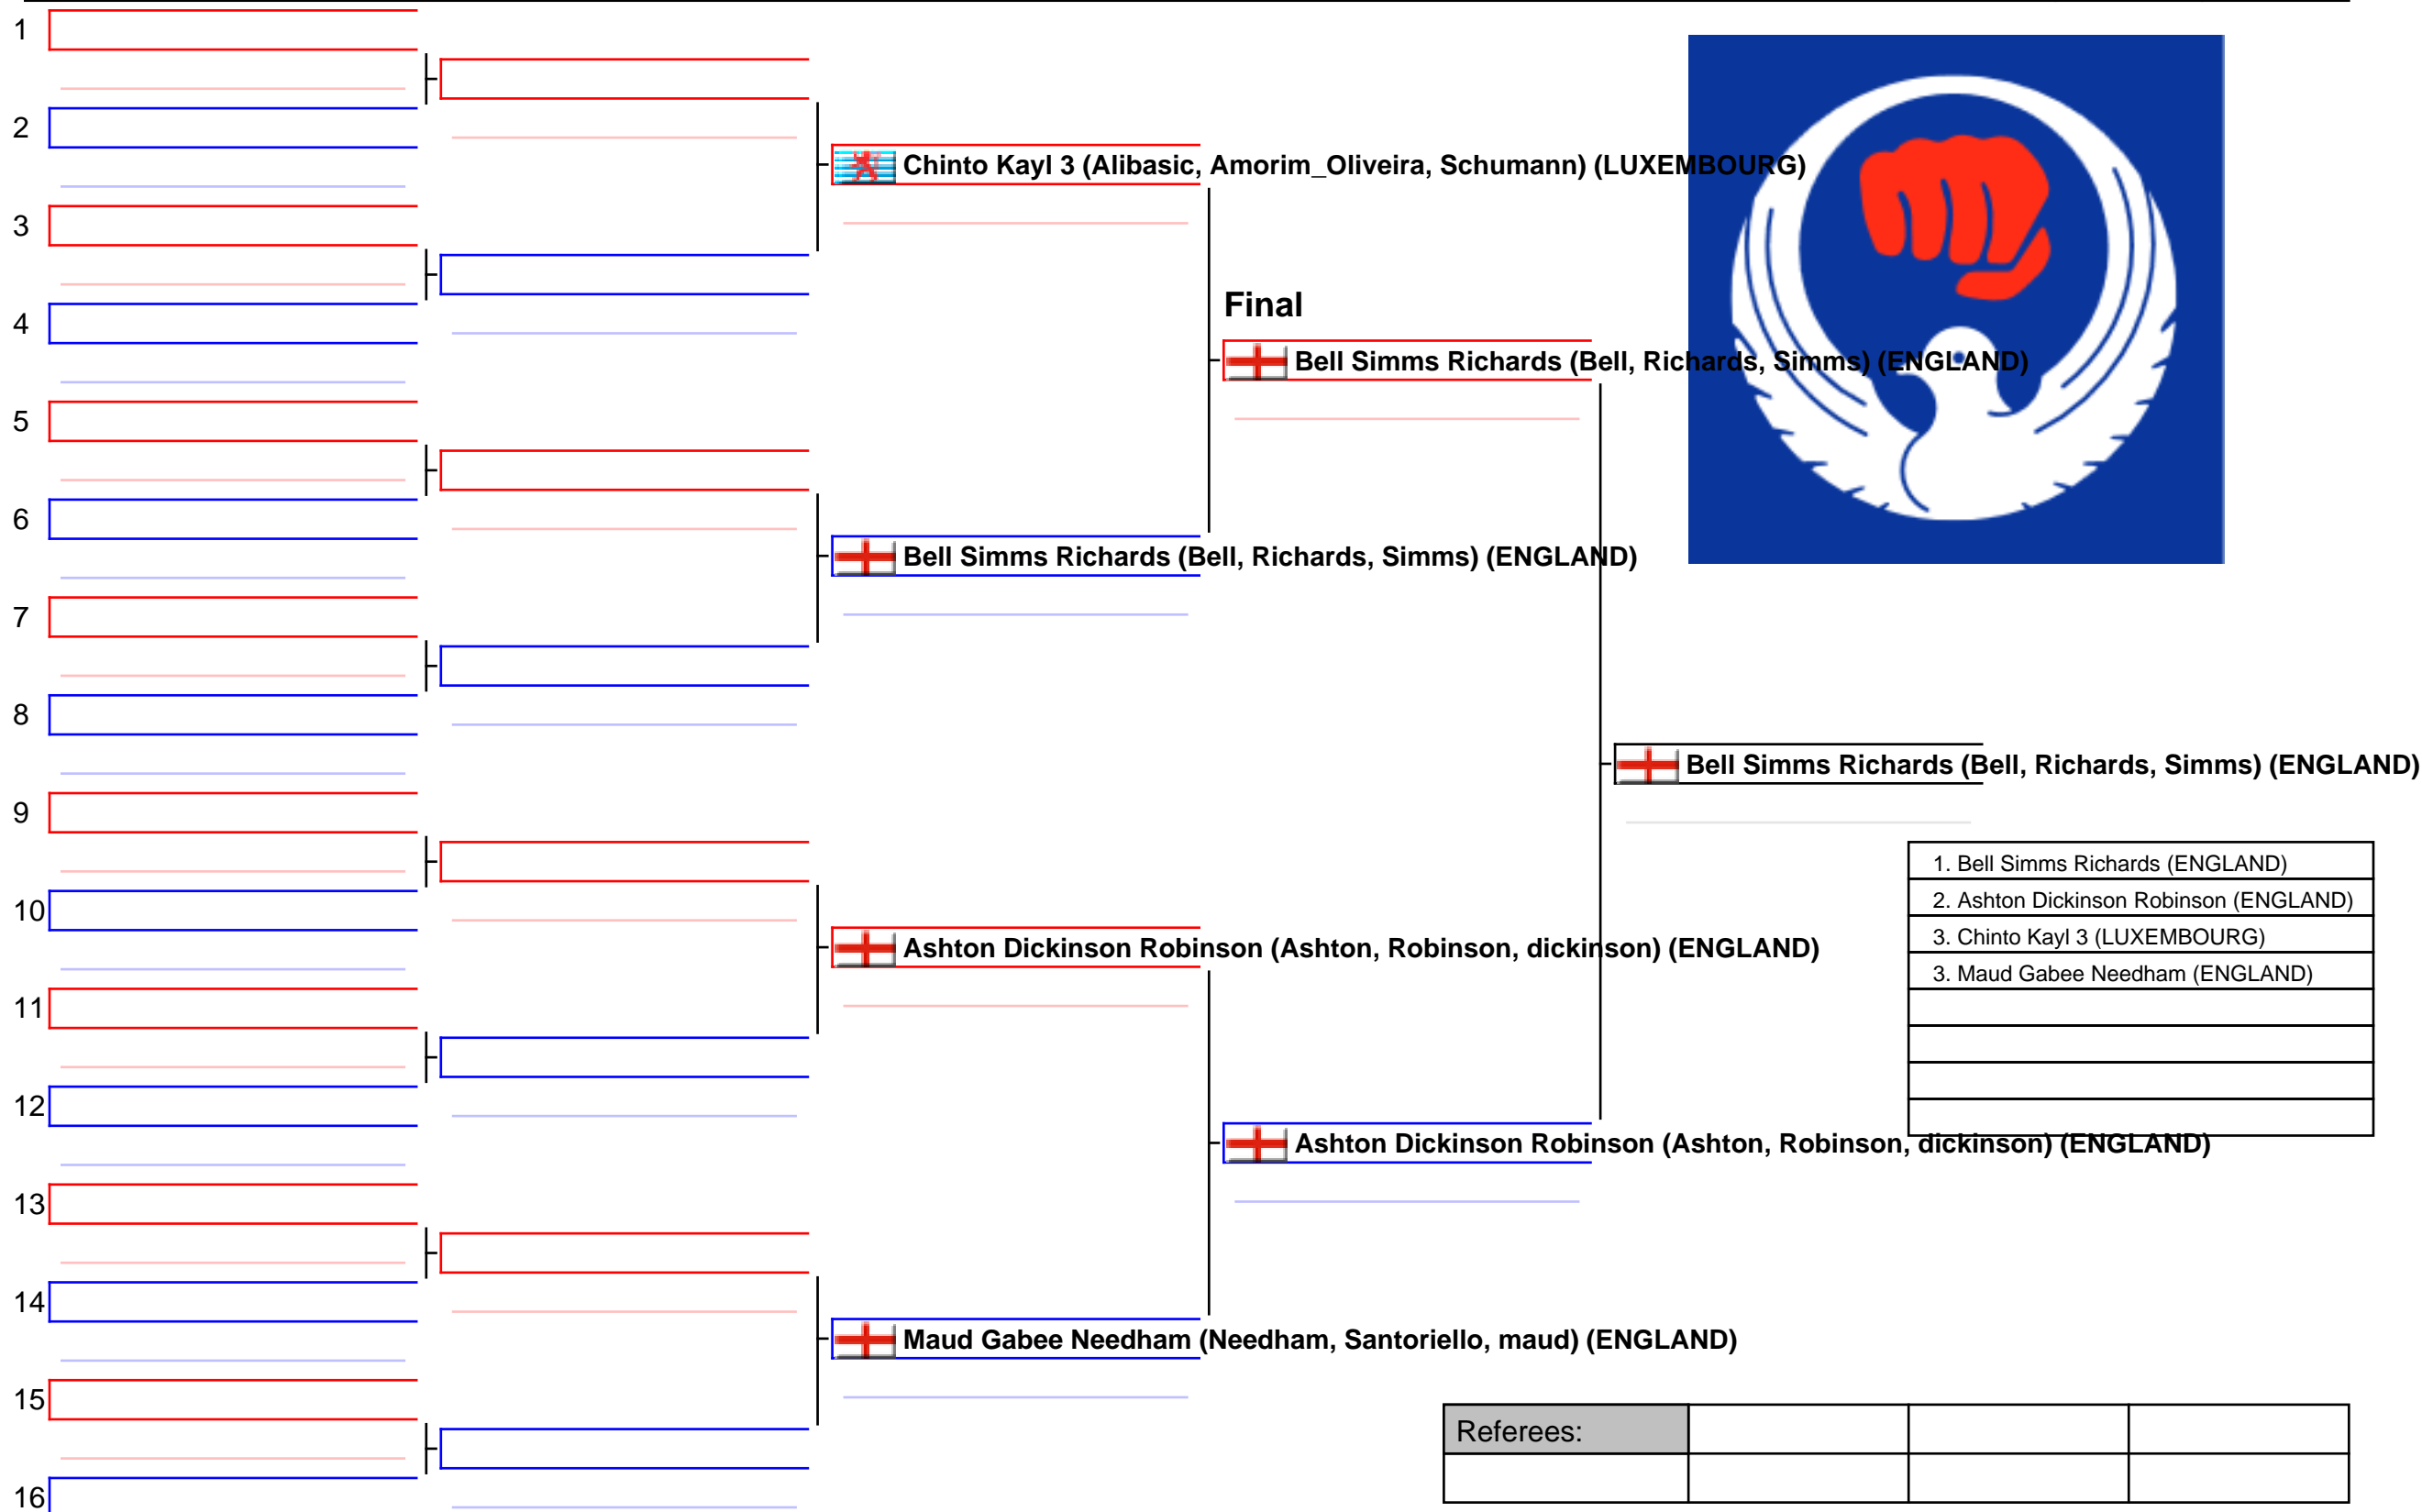 1
2
Chinto Kayl 3 (Alibasic, Amorim_Oliveira, Schumann) (LUXEMBOURG)
3
Final
4
Bell Simms Richards (Bell, Richards, Simms) (ENGLAND)
5
6
Bell Simms Richards (Bell, Richards, Simms) (ENGLAND)
7
8
Bell Simms Richards (Bell, Richards, Simms) (ENGLAND)
9
1. Bell Simms Richards (ENGLAND)
2. Ashton Dickinson Robinson (ENGLAND)
3. Chinto Kayl 3 (LUXEMBOURG)
3. Maud Gabee Needham (ENGLAND)
10
Ashton Dickinson Robinson (Ashton, Robinson, dickinson) (ENGLAND)
11
12
Ashton Dickinson Robinson (Ashton, Robinson, dickinson) (ENGLAND)
13
14
Maud Gabee Needham (Needham, Santoriello, maud) (ENGLAND)
15
Referees:
16